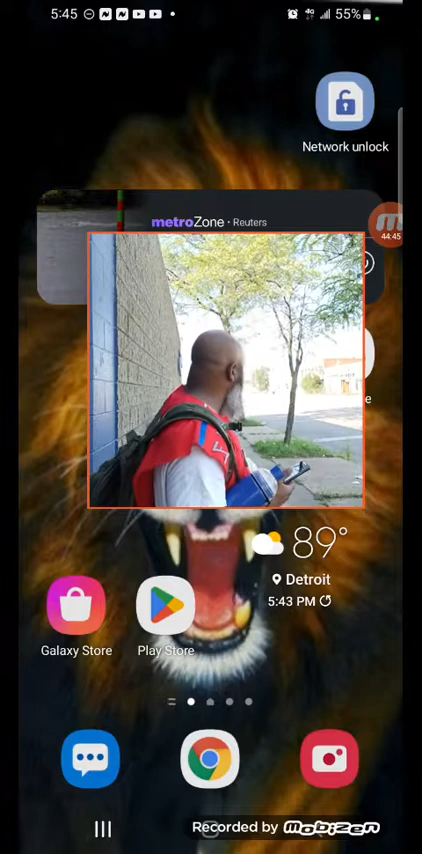 5:45
4G
55%
Network unlock
metroZone · Reuters
44:45
e
89°
Detroit
5:43 PM
Galaxy Store
Play Store
Recorded by Mobizen